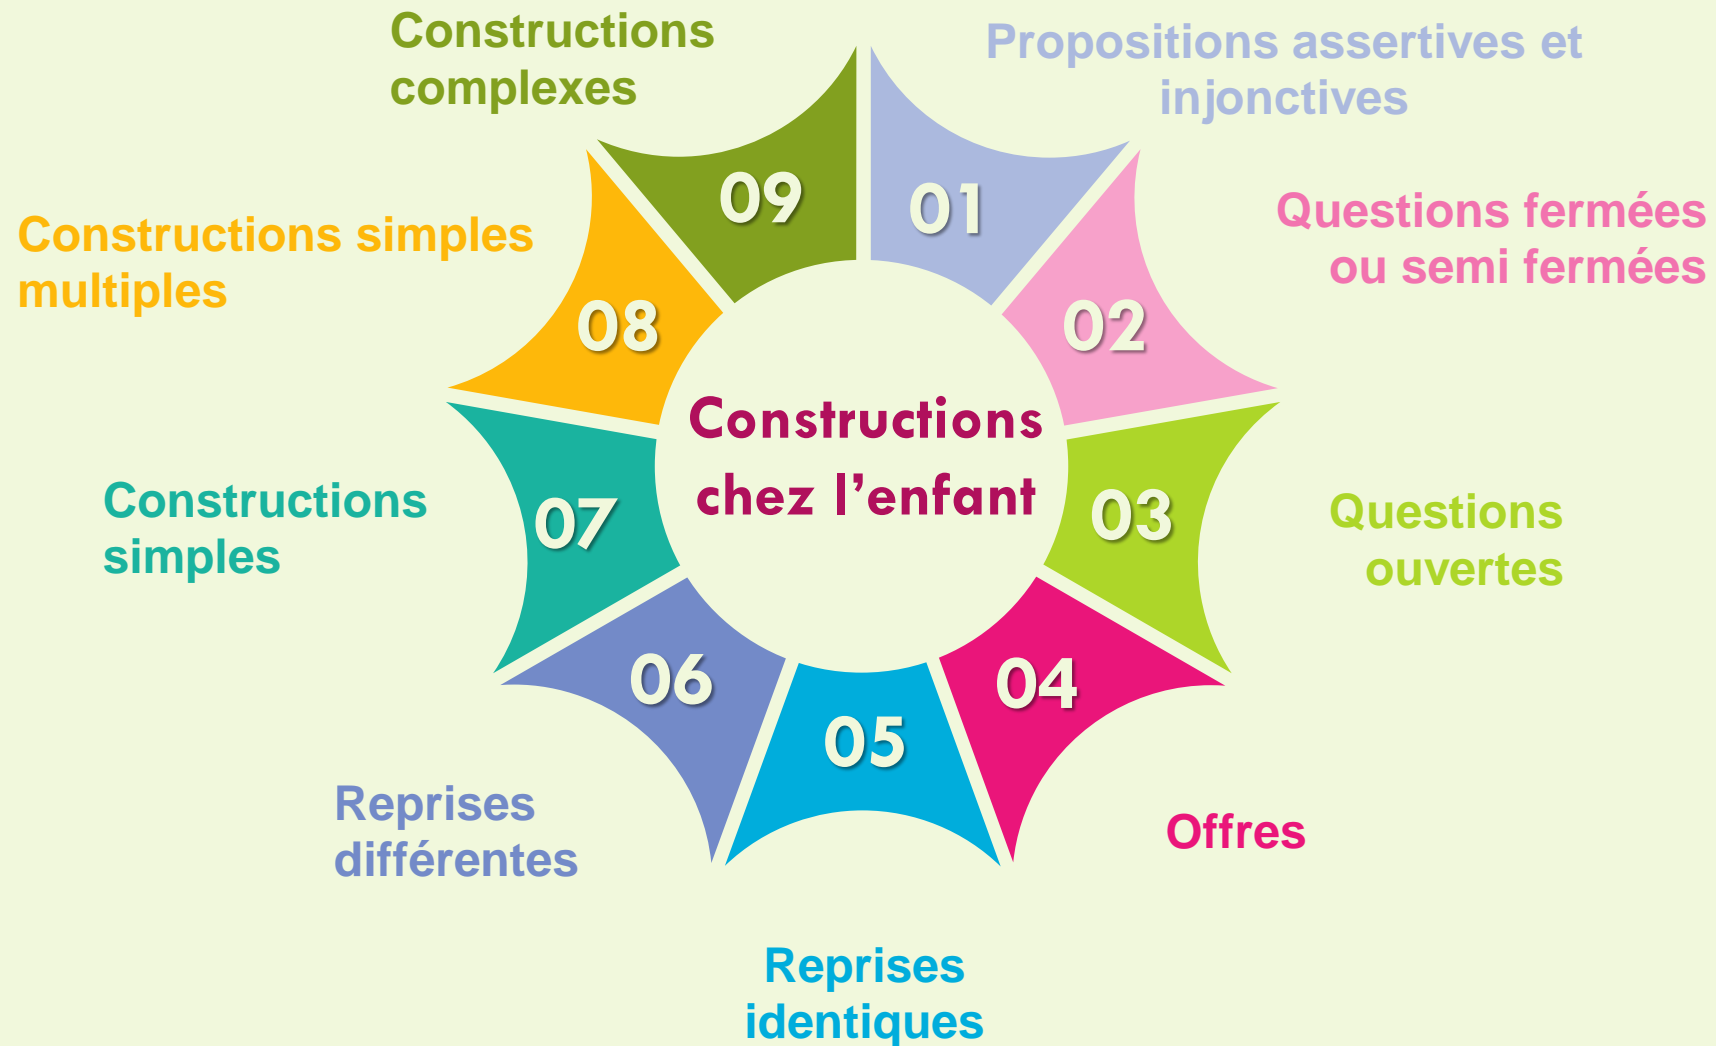 Constructions
chez l’enfant
01
Propositions assertives et
injonctives
02
Questions fermées
ou semi fermées
03
Questions
ouvertes
04
Offres
05
Reprises
identiques
06
Reprises
différentes
07
Constructions
simples
08
Constructions simples
multiples
09
Constructions
complexes